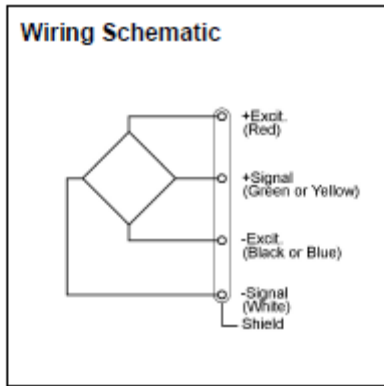 Wiring Schematic
+Excit.
(Red)
+Signal
(Green or Yellow)
-Excit.
(Black or Blue)
-Signal
(White)
Shield